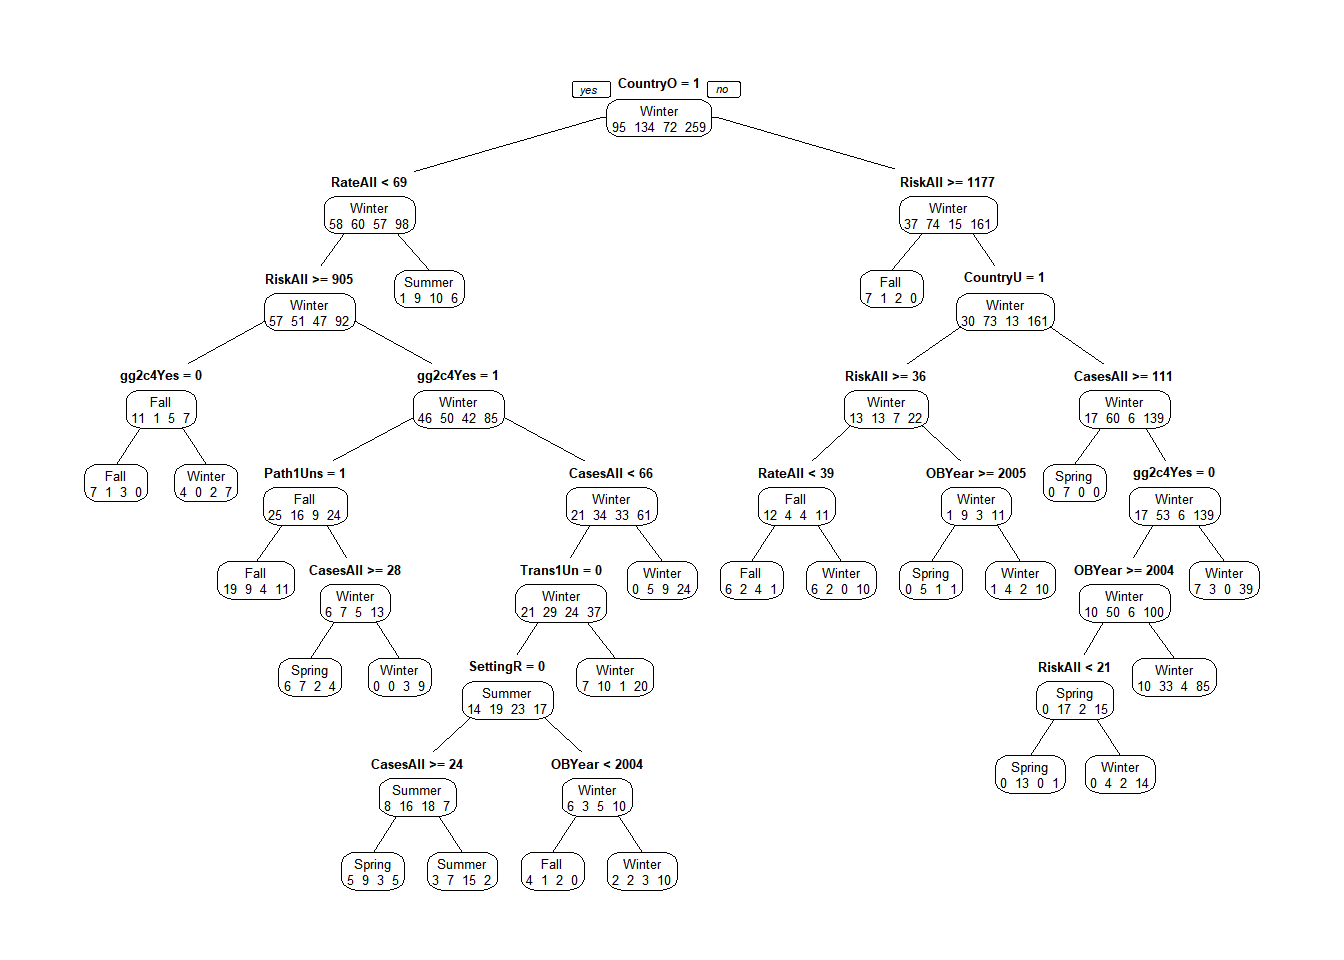 yes CountryO = 1 no
Winter
95 134 72 259
RateAll < 69 RiskAll >= 1177
Winter Winter
58 60 57 98 37 74 15 161
RiskAll >= 905 Summer Fall CountryU = 1
1 9 10 6 7 1 2 0
Winter Winter
57 51 47 92 30 73 13 161
gg2c4Yes = 0 gg2c4Yes = 1 RiskAll >= 36 CasesAll >= 111
Fall Winter Winter Winter
11 1 5 7 46 50 42 85 13 13 7 22 17 60 6 139
Fall Winter Path1Uns = 1 CasesAll < 66 RateAll < 39 OBYear >= 2005 Spring gg2c4Yes = 0
7 1 3 0 4 0 2 7 0 7 0 0
Fall Winter Fall Winter Winter
25 16 9 24 21 34 33 61 12 4 4 11 1 9 3 11 17 53 6 139
Fall CasesAll >= 28 Trans1Un = 0 Winter Fall Winter Spring Winter OBYear >= 2004 Winter
19 9 4 11 0 5 9 24 6 2 4 1 6 2 0 10 0 5 1 1 1 4 2 10 7 3 0 39
Winter Winter Winter
6 7 5 13 21 29 24 37 10 50 6 100
Spring Winter SettingR = 0 Winter RiskAll < 21 Winter
6 7 2 4 0 0 3 9 7 10 1 20 10 33 4 85
Summer Spring
14 19 23 17 0 17 2 15
CasesAll >= 24 OBYear < 2004 Spring Winter
0 13 0 1 0 4 2 14
Summer Winter
8 16 18 7 6 3 5 10
Spring Summer Fall Winter
5 9 3 5 3 7 15 2 4 1 2 0 2 2 3 10